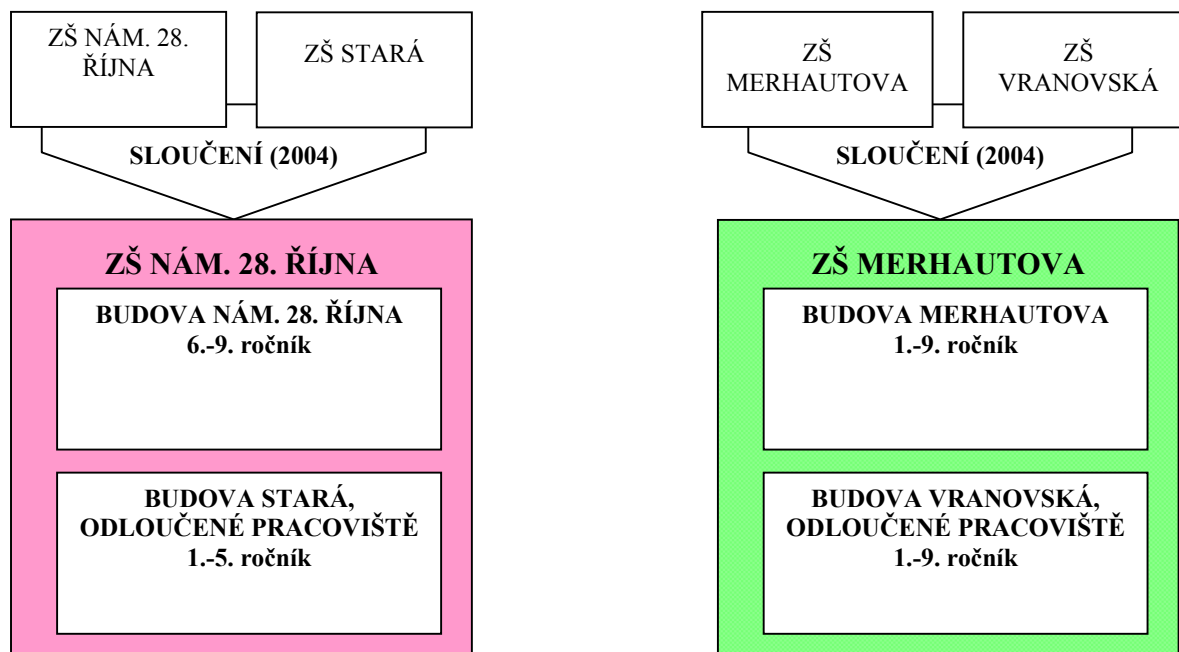 ZŠ NÁM. 28.
ŘÍJNA
ZŠ STARÁ
SLOUČENÍ (2004)
ZŠ NÁM. 28. ŘÍJNA
BUDOVA NÁM. 28. ŘÍJNA
6.-9. ročník
BUDOVA STARÁ,
ODLOUČENÉ PRACOVIŠTĚ
1.-5. ročník
ZŠ
MERHAUTOVA
ZŠ
VRANOVSKÁ
SLOUČENÍ (2004)
ZŠ MERHAUTOVA
BUDOVA MERHAUTOVA
1.-9. ročník
BUDOVA VRANOVSKÁ,
ODLOUČENÉ PRACOVIŠTĚ
1.-9. ročník